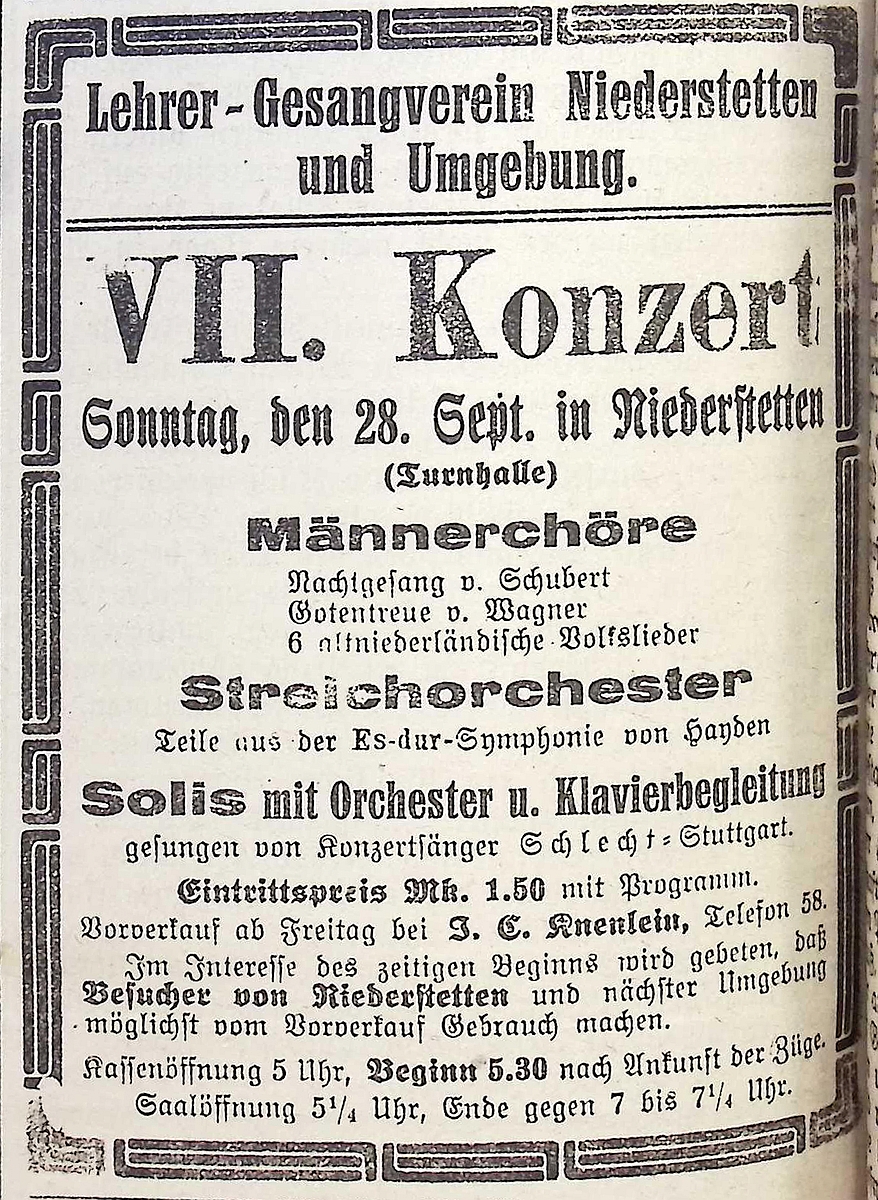 Lehrer-Gesangverein Niederstetten
und Umgebung.
VII. Konzert
Sonntag, den 28. Sept. in Niederstetten
(Turnhalle)
Männerchöre
Nachtgesang v. Schubert
Gotentreue v. Wagner
6 altniederländische Volkslieder
Streichorchester
Teile aus der Es-dur-Symphonie von Hayden
Solis mit Orchester u. Klavierbegleitung
gesungen von Konzertsänger Schlecht-Stuttgart.
Eintrittspreis Mk. 1.50 mit Programm.
Vorverkauf ab Freitag bei J. C. Kneulein, Telefon 58.
Im Interesse des zeitigen Beginns wird gebeten, daß
Besucher von Niederstetten und nächster Umgebung
möglichst vom Vorverkauf Gebrauch machen.
Kassenöffnung 5 Uhr, Beginn 5.30 nach Ankunft der Züge.
Saalöffnung 5¼ Uhr, Ende gegen 7 bis 7¼ Uhr.